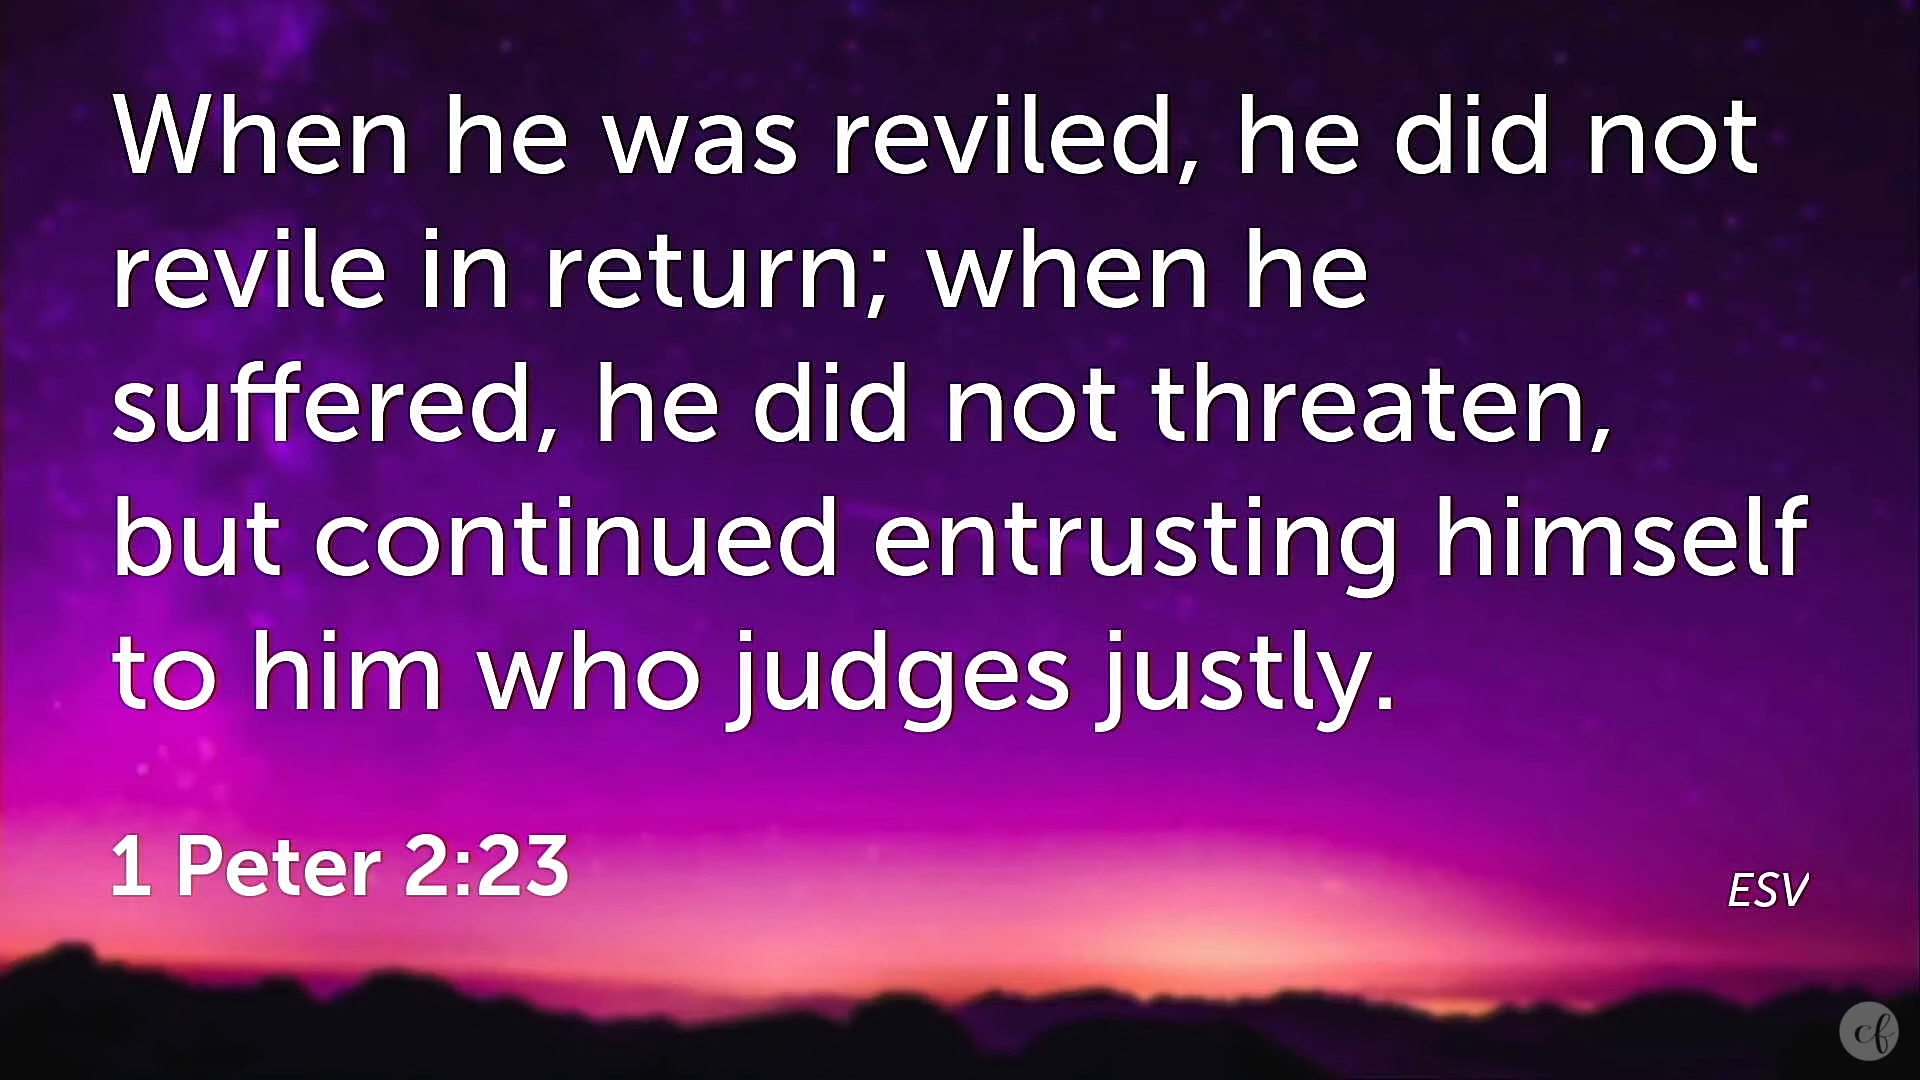 When he was reviled, he did not
revile in return; when he
suffered, he did not threaten,
but continued entrusting himself
to him who judges justly.
1 Peter 2:23
ESV
cf